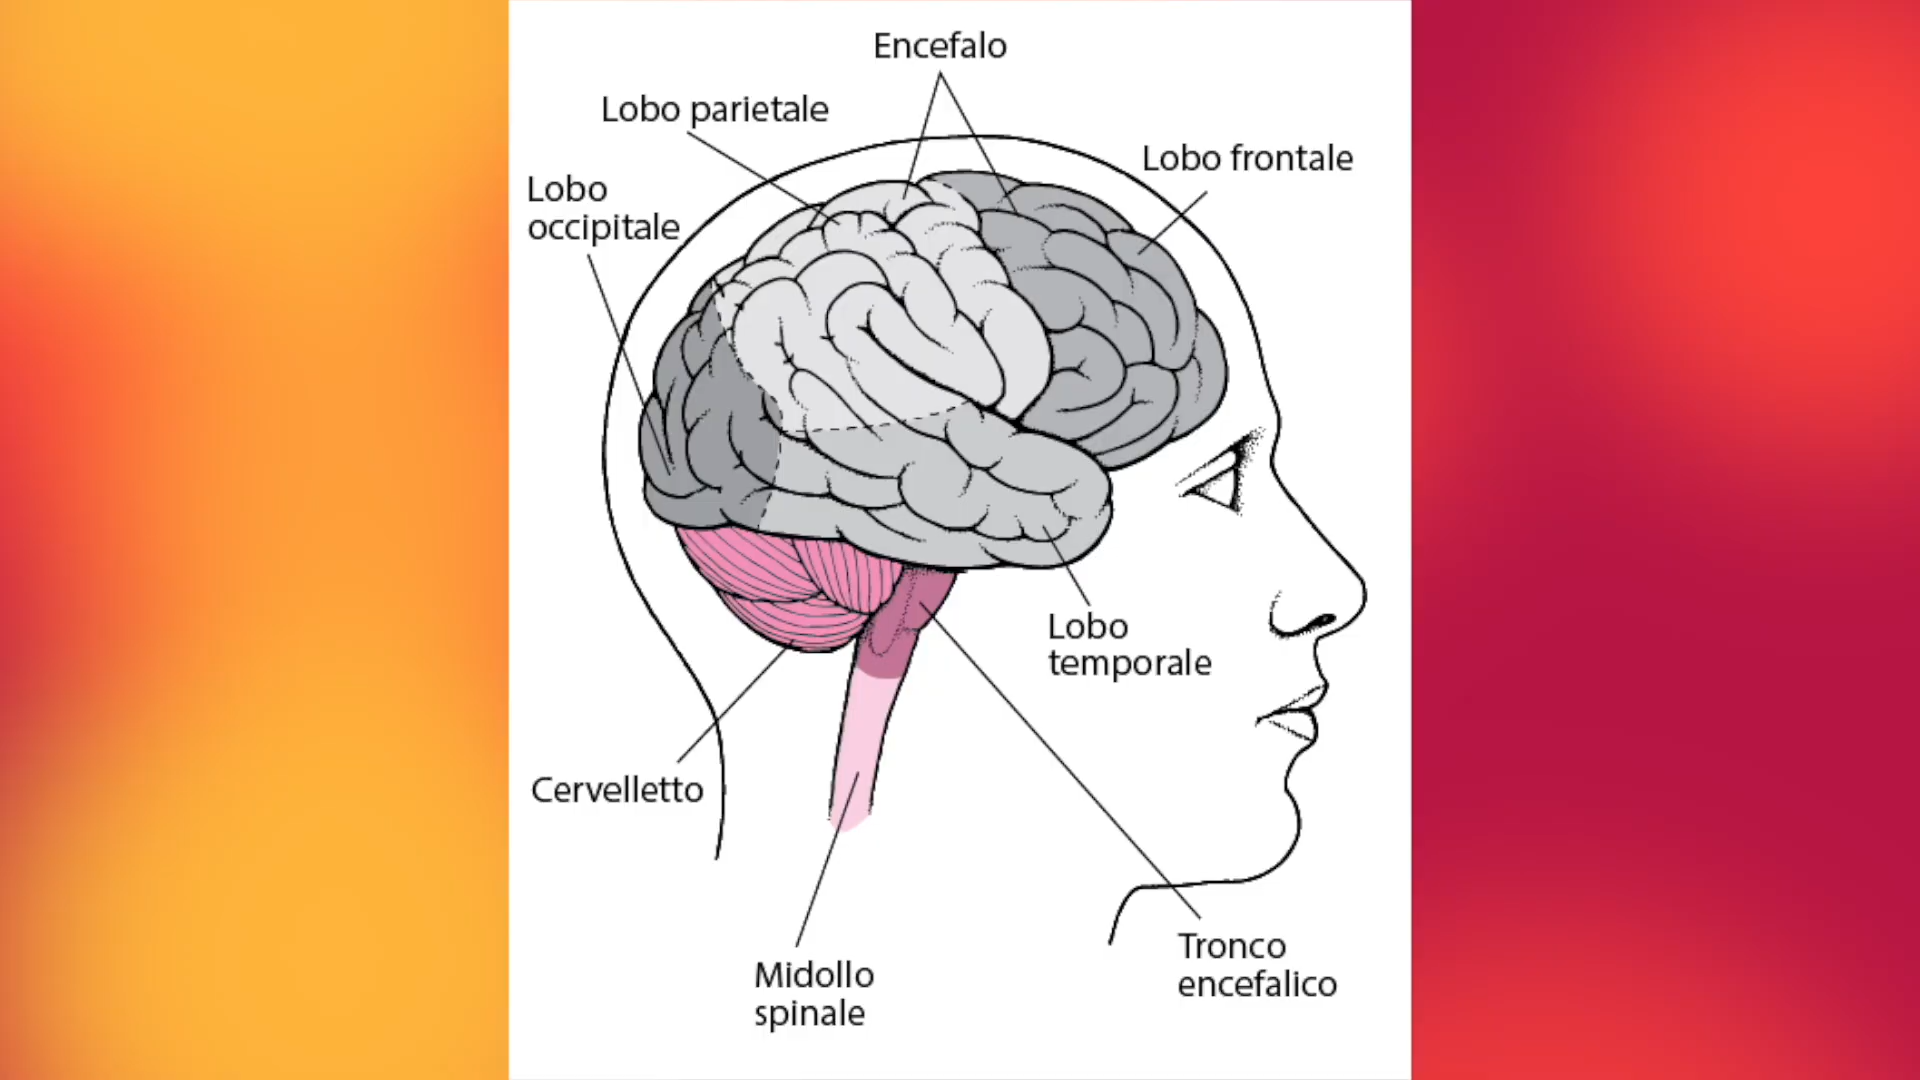 Encefalo
Lobo parietale
Lobo frontale
Lobo
occipitale
Lobo
temporale
Cervelletto
Tronco
encefalico
Midollo
spinale